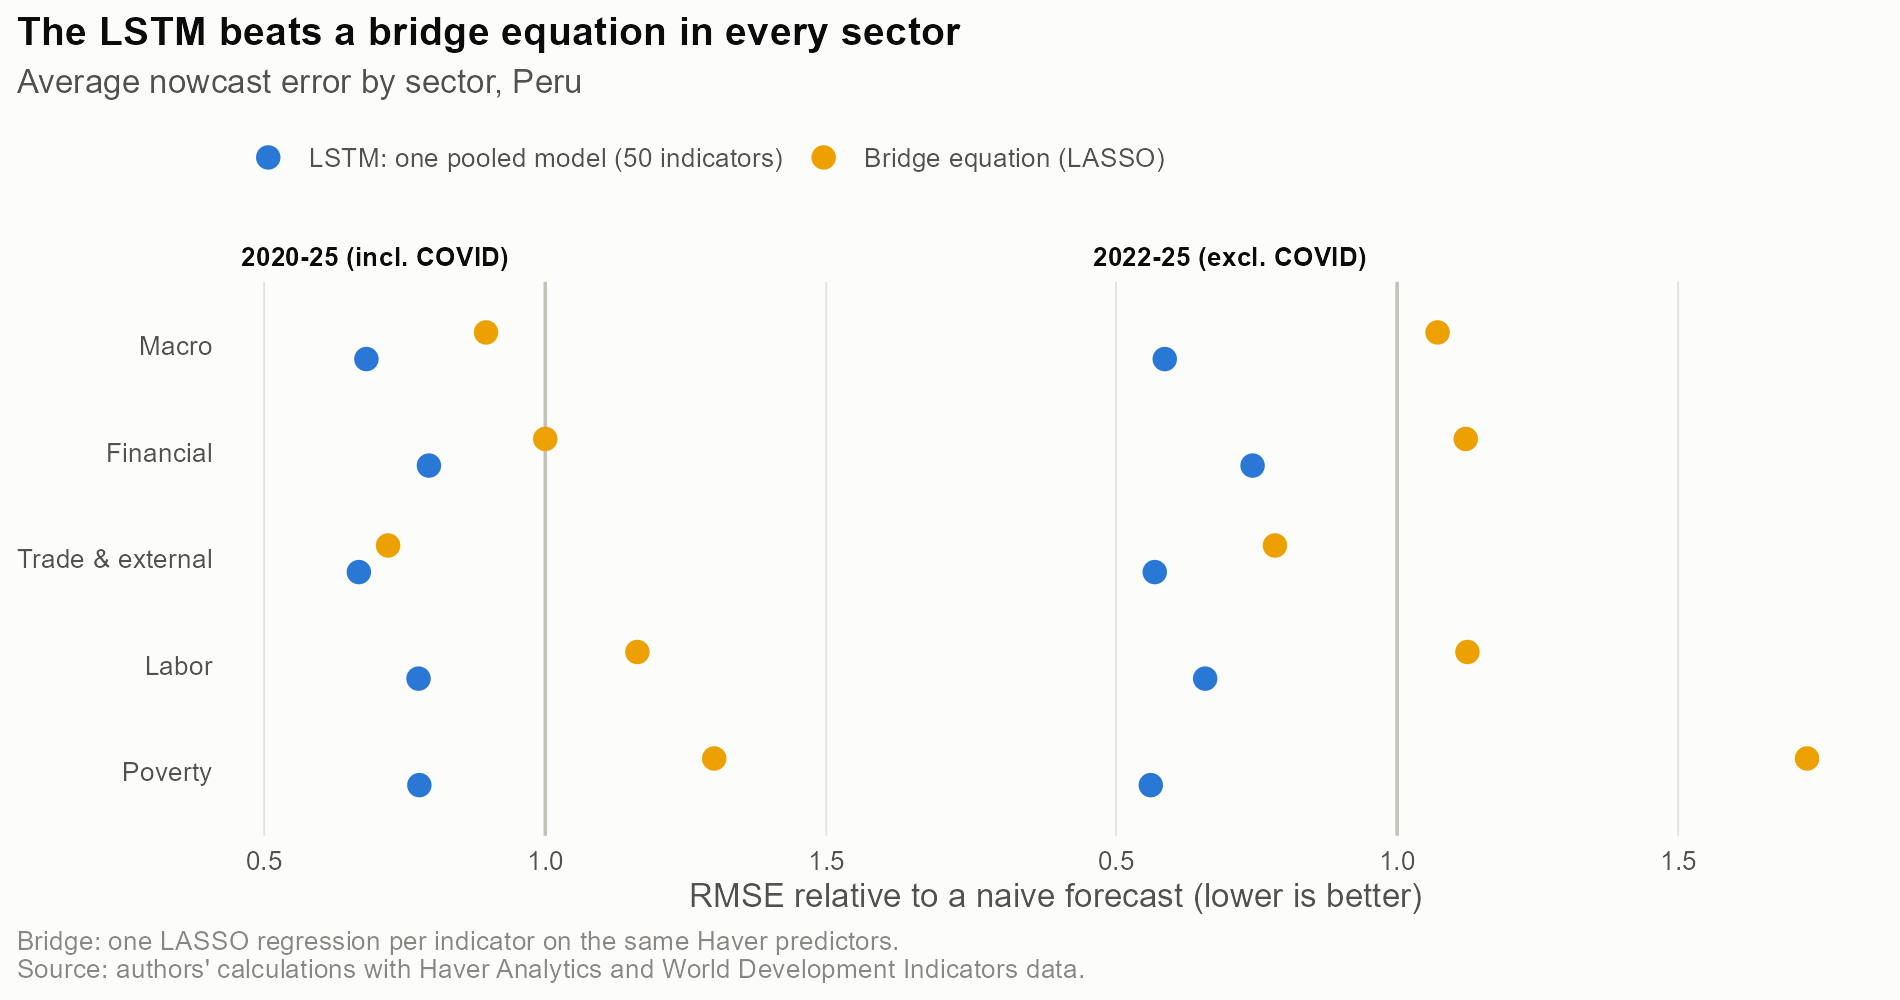 The LSTM beats a bridge equation in every sector
Average nowcast error by sector, Peru
LSTM: one pooled model (50 indicators)
Bridge equation (LASSO)
2020-25 (incl. COVID)
2022-25 (excl. COVID)
Macro
Financial
Trade & external
Labor
Poverty
0.5 1.0 1.5
0.5 1.0 1.5
RMSE relative to a naive forecast (lower is better)
Bridge: one LASSO regression per indicator on the same Haver predictors.
Source: authors' calculations with Haver Analytics and World Development Indicators data.